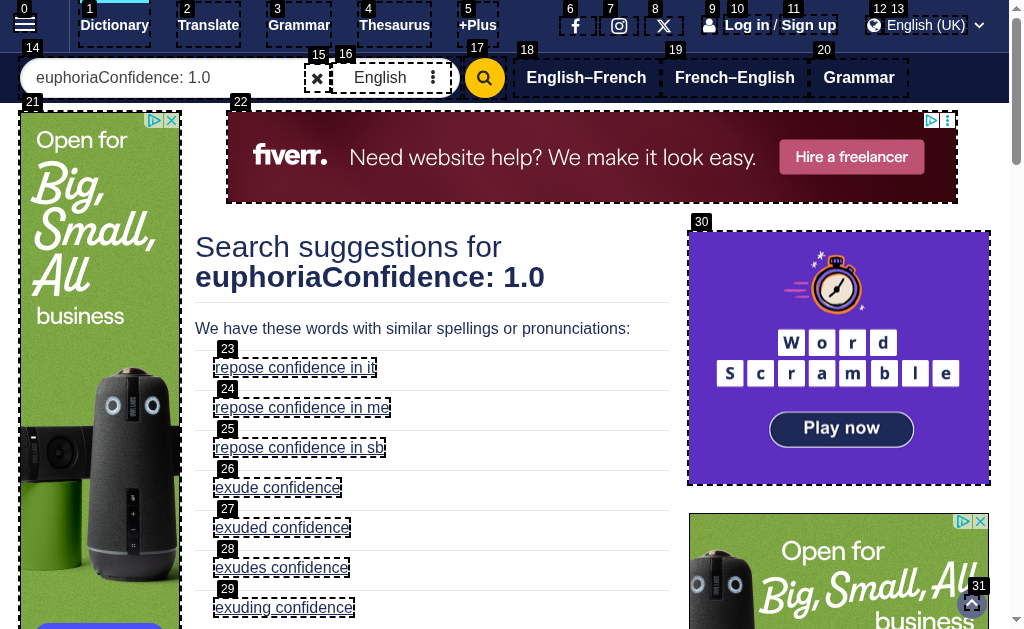 0 1 2 3 4 5 6 7 8 9 10 11 12 13
Dictionary Translate Grammar Thesaurus +Plus Log in / Sign up English (UK)
14 15 16 17 18 19 20
euphoriaConfidence: 1.0 English English–French French–English Grammar
21 22
Open for
Big,
Small,
All
business
fiverr. Need website help? We make it look easy. Hire a freelancer
Search suggestions for
euphoriaConfidence: 1.0
We have these words with similar spellings or pronunciations:
23
repose confidence in it
24
repose confidence in me
25
repose confidence in sb
26
exude confidence
27
exuded confidence
28
exudes confidence
29
exuding confidence
30
Word
Scramble
Play now
Open for
Big, Small, All
business
31